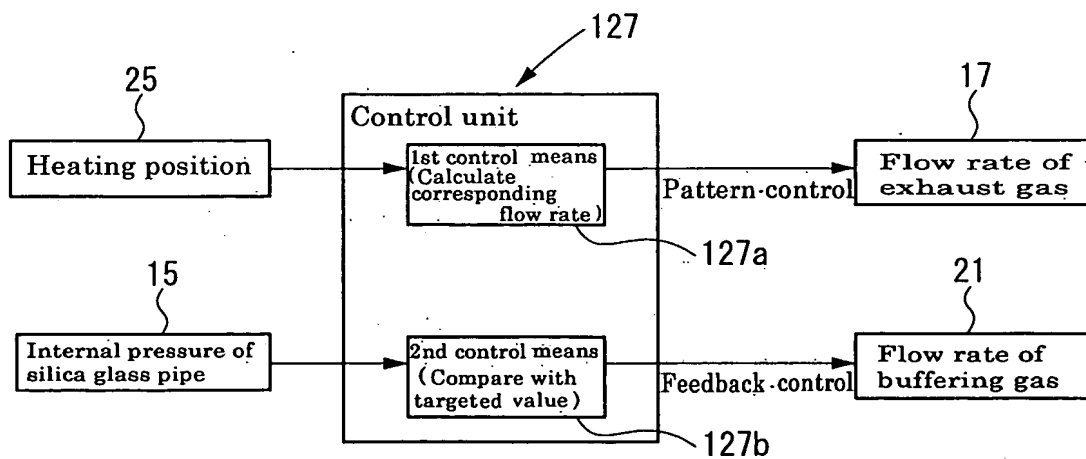 127
25
17
Control unit
Heating position
1st control means
(Calculate
corresponding
flow rate)
Pattern-control
Flow rate of
exhaust gas
127a
15
21
Internal pressure of
silica glass pipe
2nd control means
(Compare with
targeted value)
Feedback-control
Flow rate of
buffering gas
127b